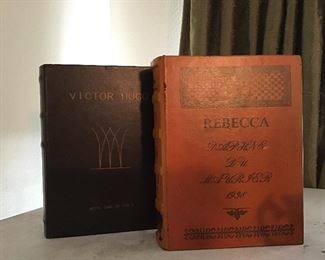 VICTOR HUGO
REBECCA
DAPHNE
DU
MAURIER
1938